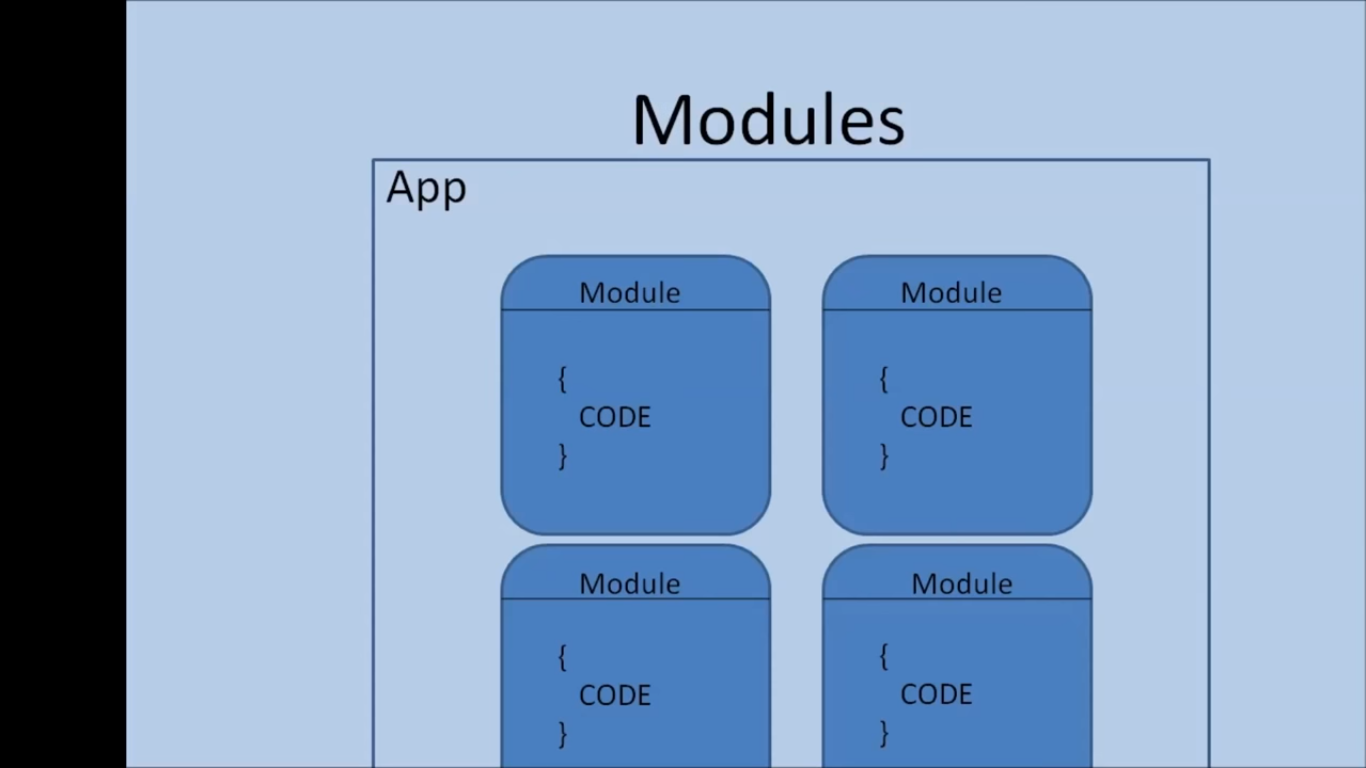 Modules
App
Module
{
CODE
}
Module
{
CODE
}
Module
{
CODE
}
Module
{
CODE
}